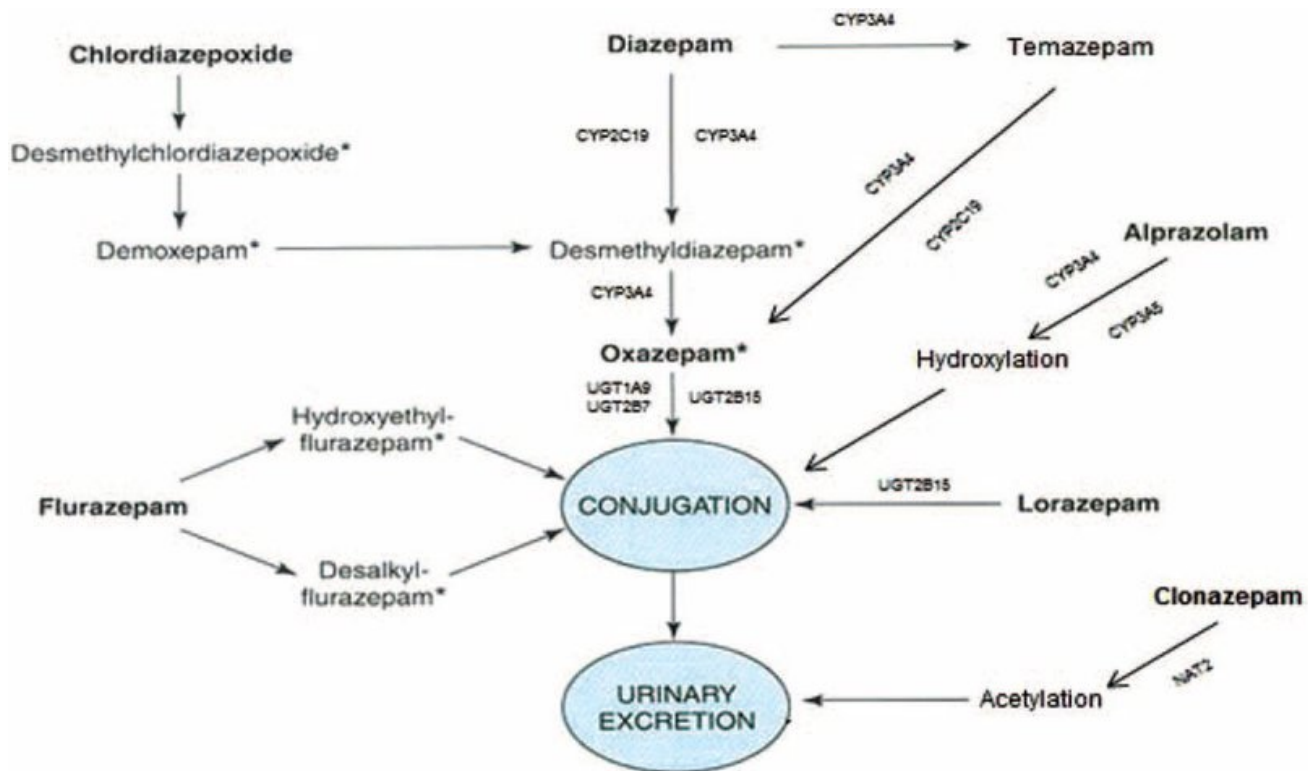 CYP3A4
Chlordiazepoxide
Diazepam
Temazepam
CYP2C19
CYP3A4
Desmethylchlordiazepoxide*
CYP3A4
CYP2C19
Demoxepam*
Desmethyldiazepam*
Alprazolam
CYP3A4
CYP3A4
CYP3A5
Oxazepam*
Hydroxylation
UGT1A9
UGT2B7
UGT2B15
Hydroxyethyl-
flurazepam*
Flurazepam
CONJUGATION
UGT2B15
Lorazepam
Desalkyl-
flurazepam*
Clonazepam
NAT2
URINARY
EXCRETION
Acetylation